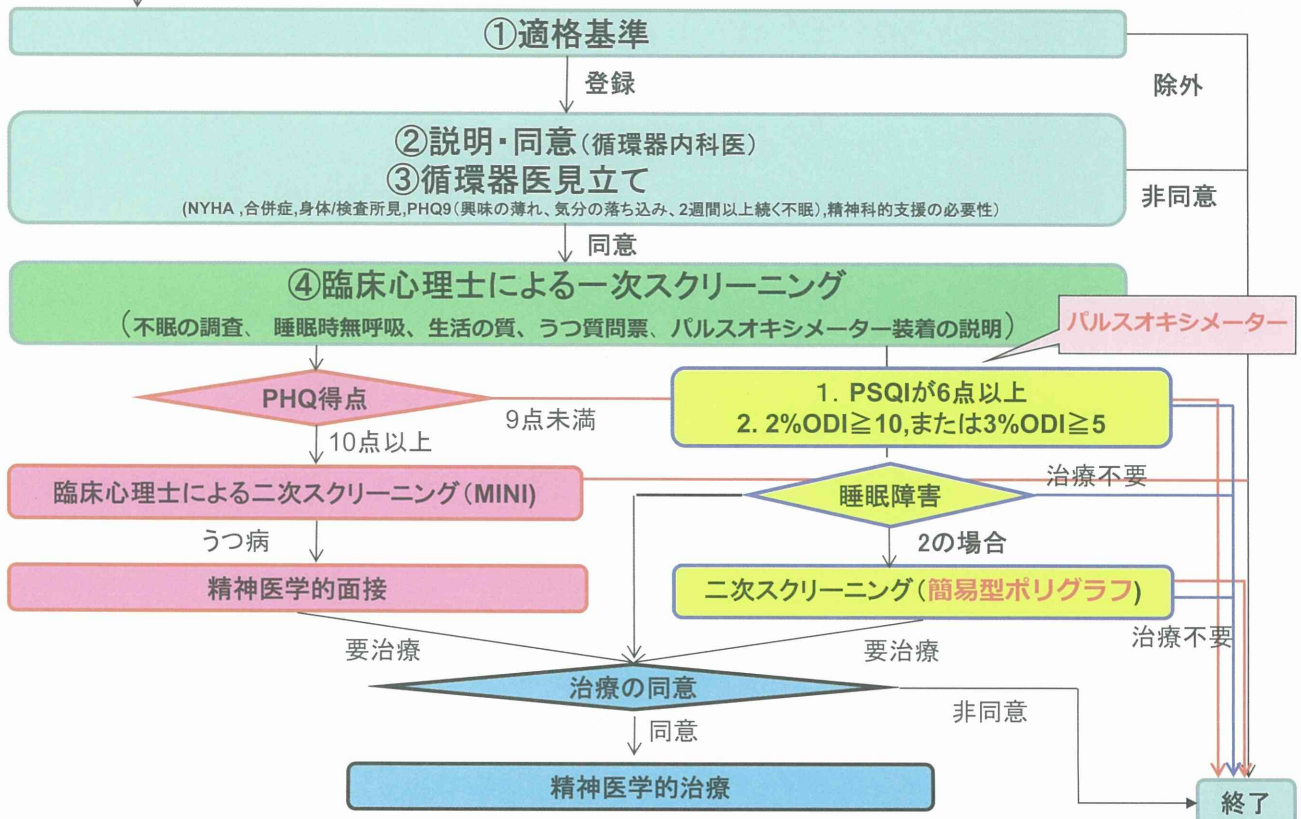 ①適格基準
登録
除外
②説明・同意(循環器内科医)
③循環器医見立て
(NYHA ,合併症,身体/検査所見,PHQ9(興味の薄れ、気分の落ち込み、2週間以上続く不眠),精神科的支援の必要性)
非同意
同意
④臨床心理士による一次スクリーニング
(不眠の調査、 睡眠時無呼吸、生活の質、うつ質問票、パルスオキシメーター装着の説明)
パルスオキシメーター
PHQ得点
9点未満
10点以上
1. PSQIが6点以上
2. 2%ODI≧10,または3%ODI≧5
臨床心理士による二次スクリーニング(MINI)
睡眠障害
治療不要
うつ病
2の場合
精神医学的面接
二次スクリーニング(簡易型ポリグラフ)
治療不要
要治療
要治療
治療の同意
非同意
同意
精神医学的治療
終了